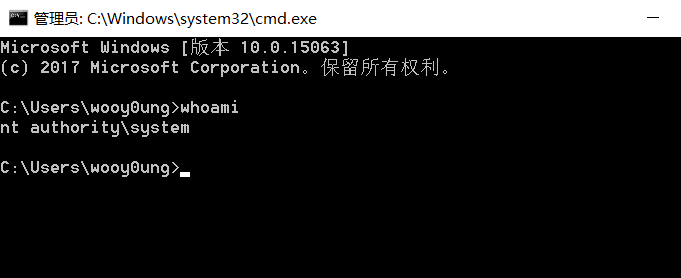 管理员: C:\Windows\system32\cmd.exe
Microsoft Windows [版本 10.0.15063]
(c) 2017 Microsoft Corporation。保留所有权利。
C:\Users\wooy0ung>whoami
nt authority\system
C:\Users\wooy0ung>